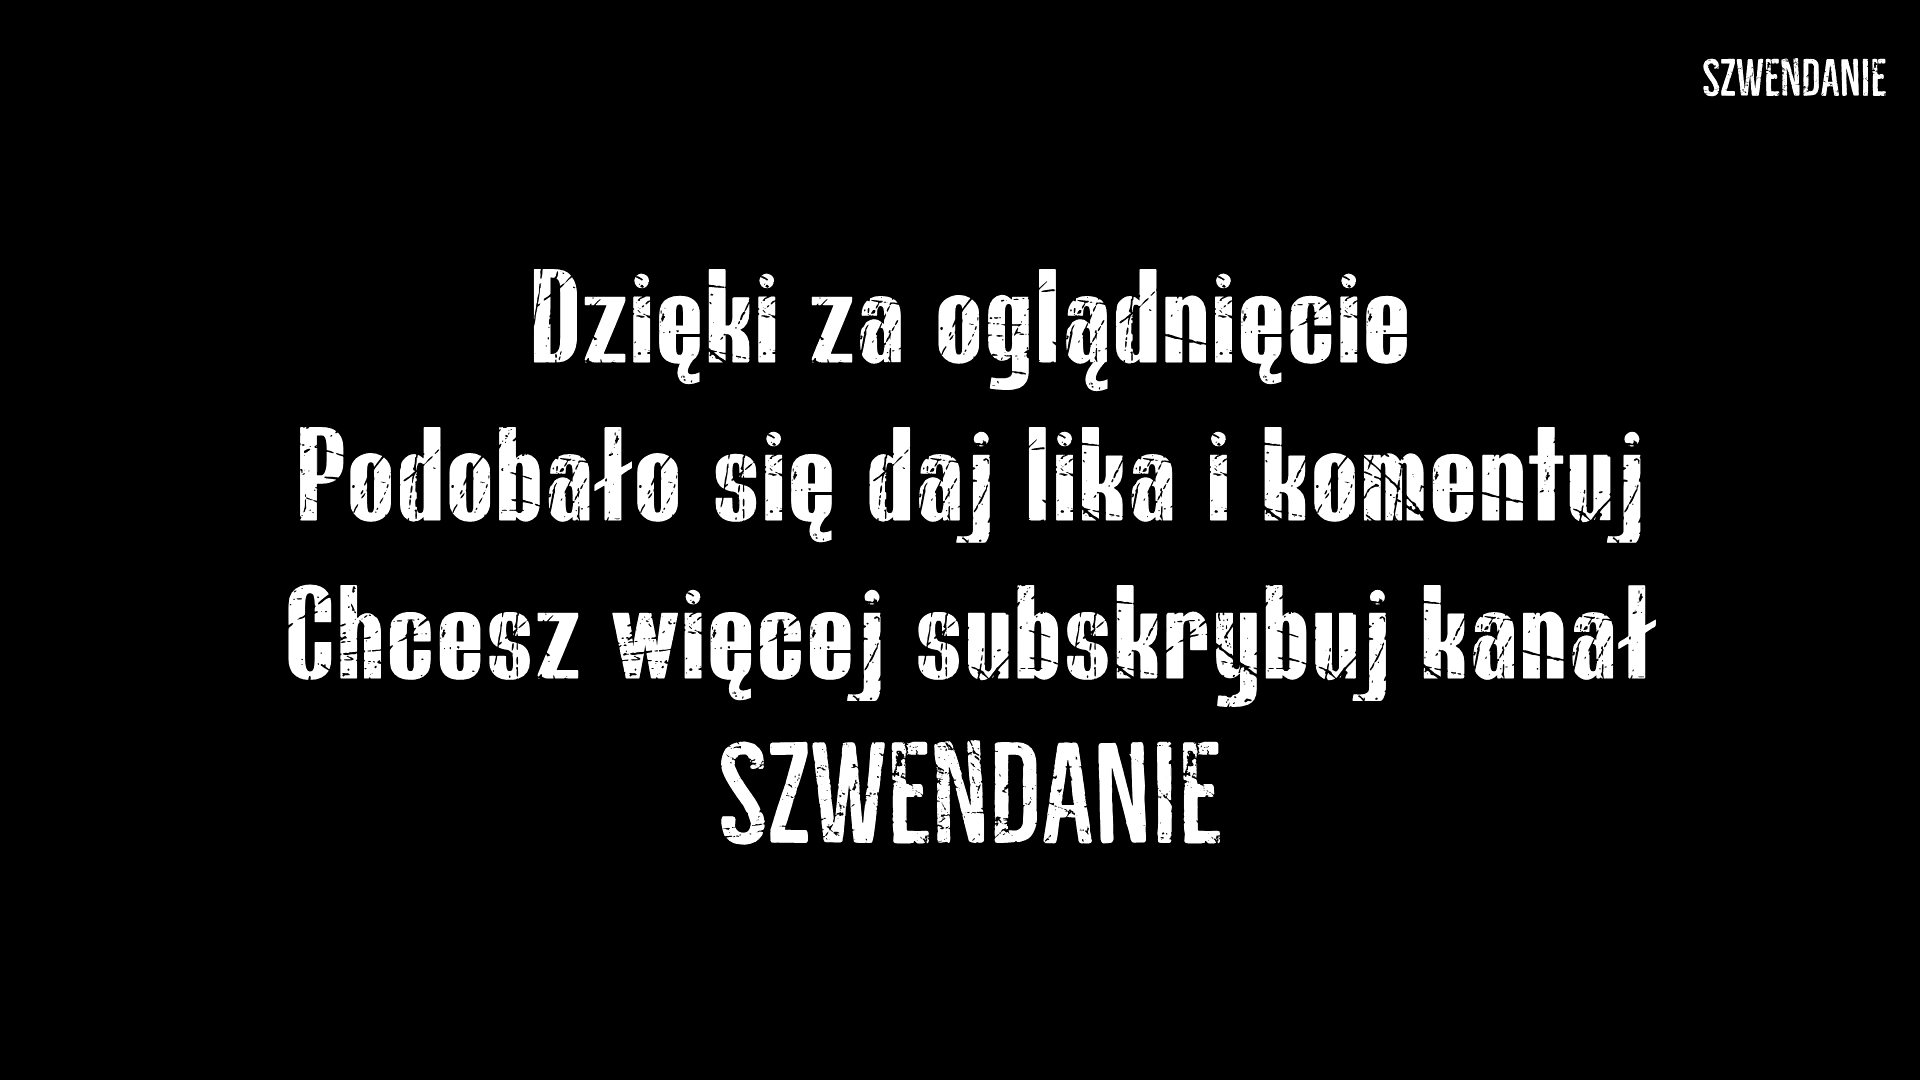 SZWENDANIE
Dzięki za oglądnięcie
Podobało się daj lika i komentuj
Chcesz więcej subskrybuj kanał
SZWENDANIE